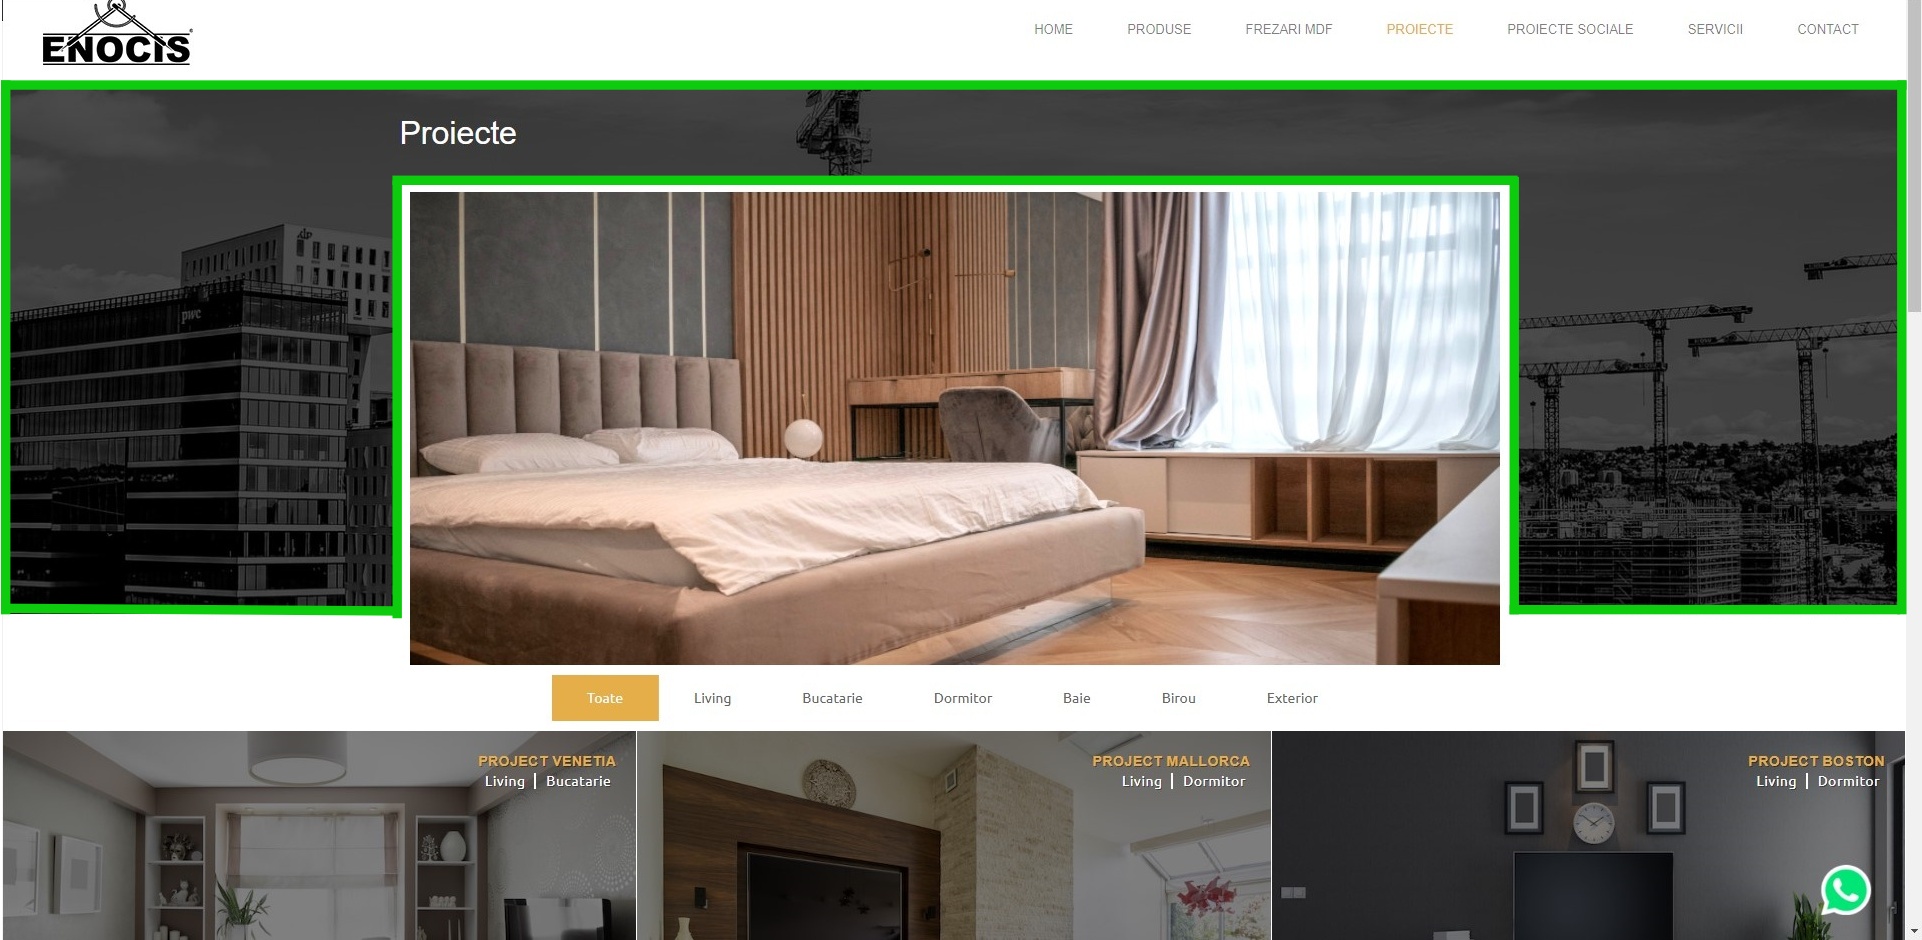 ENOCIS®
HOME PRODUSE FREZARI MDF PROIECTE PROIECTE SOCIALE SERVICII CONTACT
Proiecte
pwc
Toate Living Bucatarie Dormitor Baie Birou Exterior
PROJECT VENETIA
Living | Bucatarie
PROJECT MALLORCA
Living | Dormitor
PROJECT BOSTON
Living | Dormitor